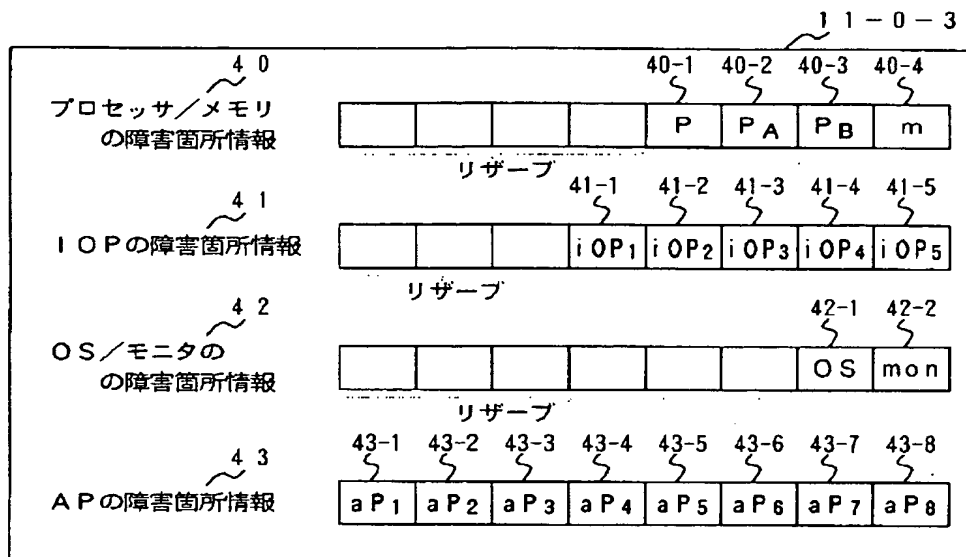 11-0-3
40 40-1 40-2 40-3 40-4
プロセッサ/メモリ
の障害箇所情報
P PA PB m
リザーブ
41 41-1 41-2 41-3 41-4 41-5
IOPの障害箇所情報
iOP1 iOP2 iOP3 iOP4 iOP5
リザーブ
42 42-1 42-2
OS/モニタの
の障害箇所情報
OS mon
リザーブ
43 43-1 43-2 43-3 43-4 43-5 43-6 43-7 43-8
APの障害箇所情報
aP1 aP2 aP3 aP4 aP5 aP6 aP7 aP8